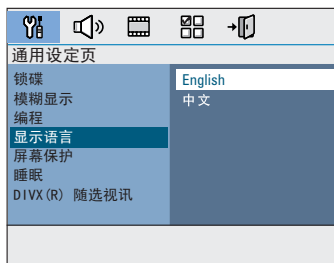 通用设定页
锁碟
模糊显示
编程
显示语言
屏幕保护
睡眠
DIVX(R) 随选视讯
English
中文